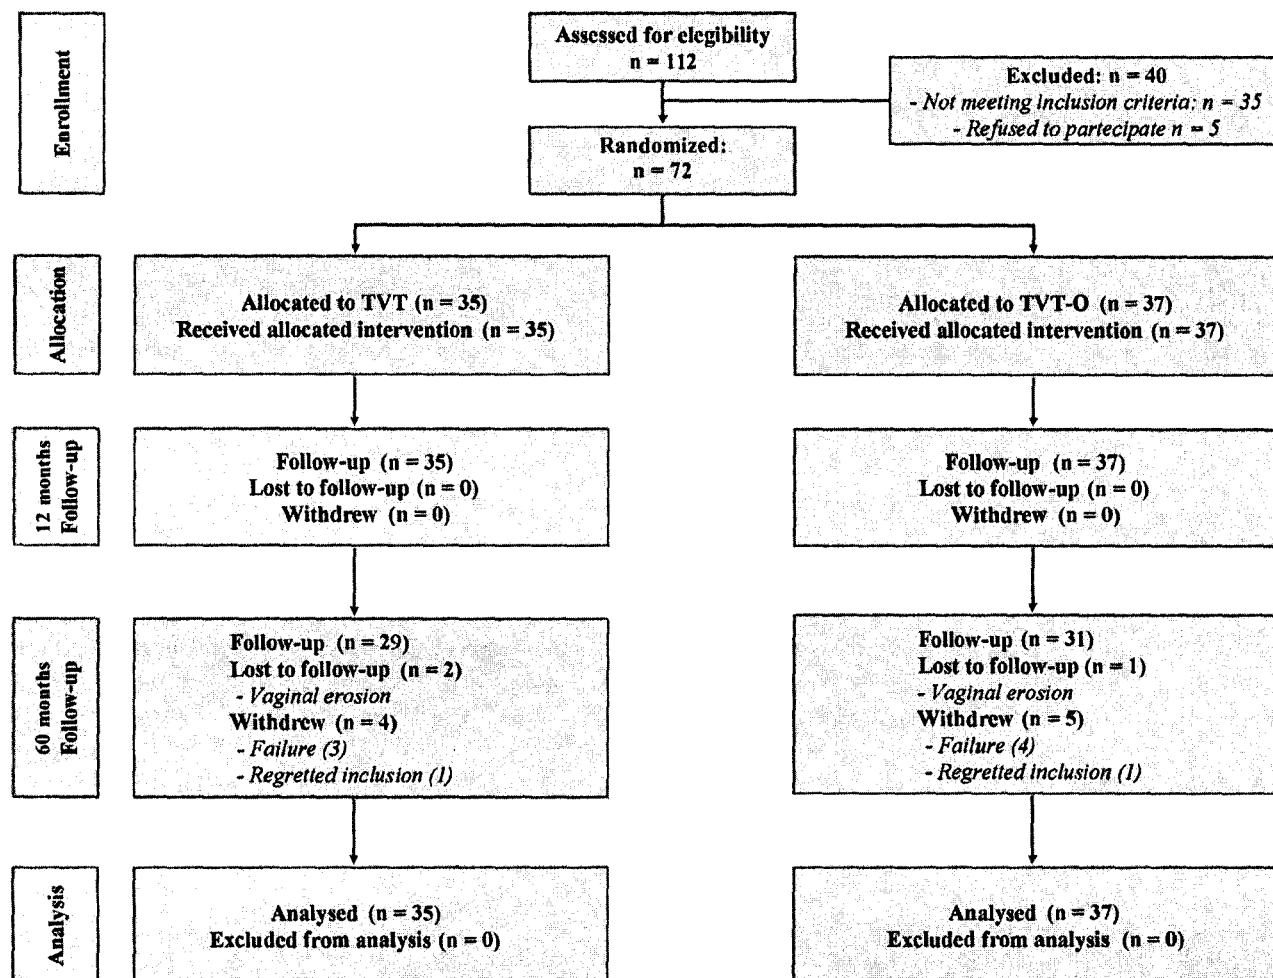 Enrollment
Assessed for elegibility
n = 112
Excluded: n = 40
- Not meeting inclusion criteria: n = 35
- Refused to partecipate n = 5
Randomized:
n = 72
Allocation
Allocated to TVT (n = 35)
Received allocated intervention (n = 35)
Allocated to TVT-O (n = 37)
Received allocated intervention (n = 37)
12 months
Follow-up
Follow-up (n = 35)
Lost to follow-up (n = 0)
Withdrew (n = 0)
Follow-up (n = 37)
Lost to follow-up (n = 0)
Withdrew (n = 0)
60 months
Follow-up
Follow-up (n = 29)
Lost to follow-up (n = 2)
- Vaginal erosion
Withdrew (n = 4)
- Failure (3)
- Regretted inclusion (1)
Follow-up (n = 31)
Lost to follow-up (n = 1)
- Vaginal erosion
Withdrew (n = 5)
- Failure (4)
- Regretted inclusion (1)
Analysis
Analysed (n = 35)
Excluded from analysis (n = 0)
Analysed (n = 37)
Excluded from analysis (n = 0)